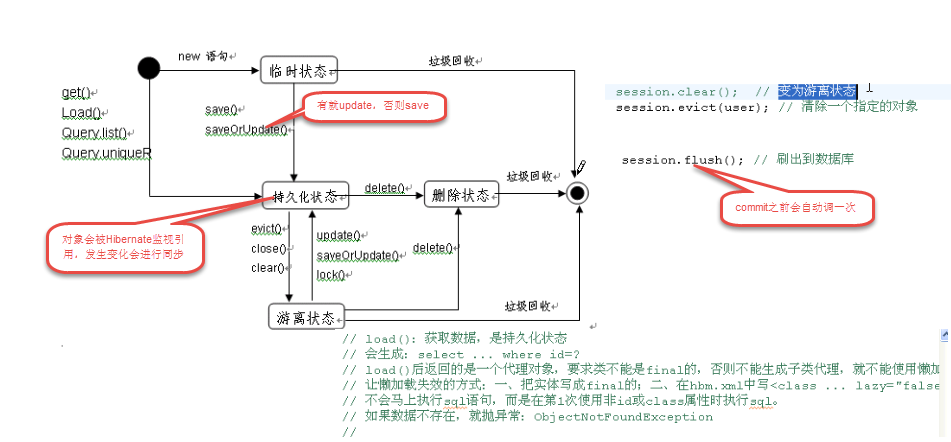 new 语句
临时状态
垃圾回收
get()
Load()
Query.list()
Query.uniqueR
save()
saveOrUpdate()
有就update，否则save
session.clear(); // 变为游离状态
session.evict(user); // 清除一个指定的对象
session.flush(); // 刷出到数据库
commit之前会自动调一次
持久化状态
delete()
删除状态
垃圾回收
对象会被Hibernate监视引
用，发生变化会进行同步
evict()
close()
clear()
update()
saveOrUpdate()
lock()
delete()
游离状态
垃圾回收
// load(): 获取数据，是持久化状态
// 会生成: select ... where id=?
// load()后返回的是一个代理对象，要求类不能是final的，否则不能生成子类代理，就不能使用懒加
// 让懒加载失效的方式：一、把实体写成final的；二、在hbm.xml中写<class ... lazy="false
// 不会马上执行sql语句，而是在第1次使用非id或class属性时执行sql。
// 如果数据不存在，就抛异常: ObjectNotFoundException
//